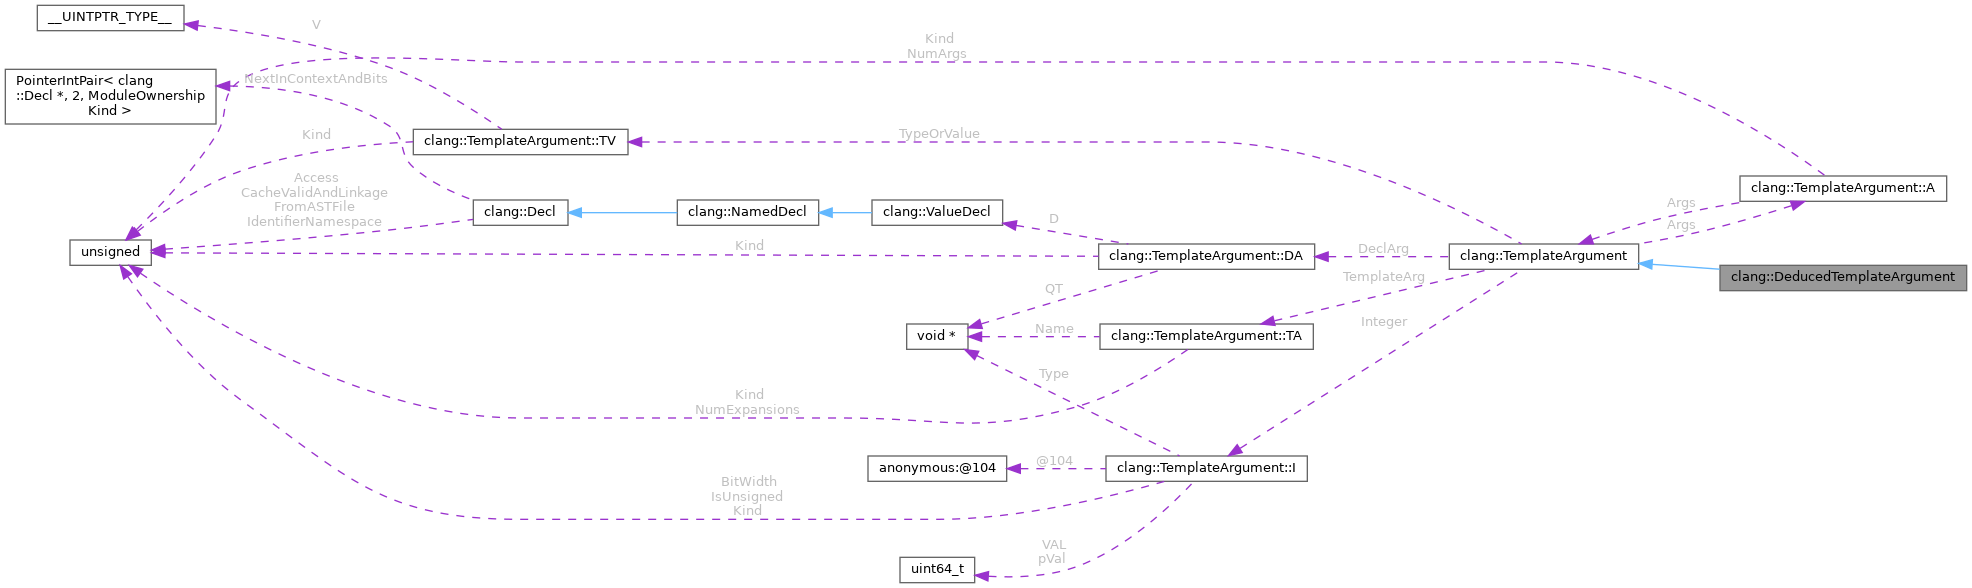 __UINTPTR_TYPE__
V
Kind
NumArgs
PointerIntPair< clang
::Decl *, 2, ModuleOwnership
Kind >
NextInContextAndBits
Kind
clang::TemplateArgument::TV
TypeOrValue
Access
CacheValidAndLinkage
FromASTFile
IdentifierNamespace
clang::Decl
clang::NamedDecl
clang::ValueDecl
D
clang::TemplateArgument::A
Args
Args
unsigned
Kind
clang::TemplateArgument::DA
DeclArg
clang::TemplateArgument
clang::DeducedTemplateArgument
QT
TemplateArg
Integer
void *
Name
clang::TemplateArgument::TA
Type
Kind
NumExpansions
anonymous:@104
@104
clang::TemplateArgument::I
BitWidth
IsUnsigned
Kind
VAL
pVal
uint64_t